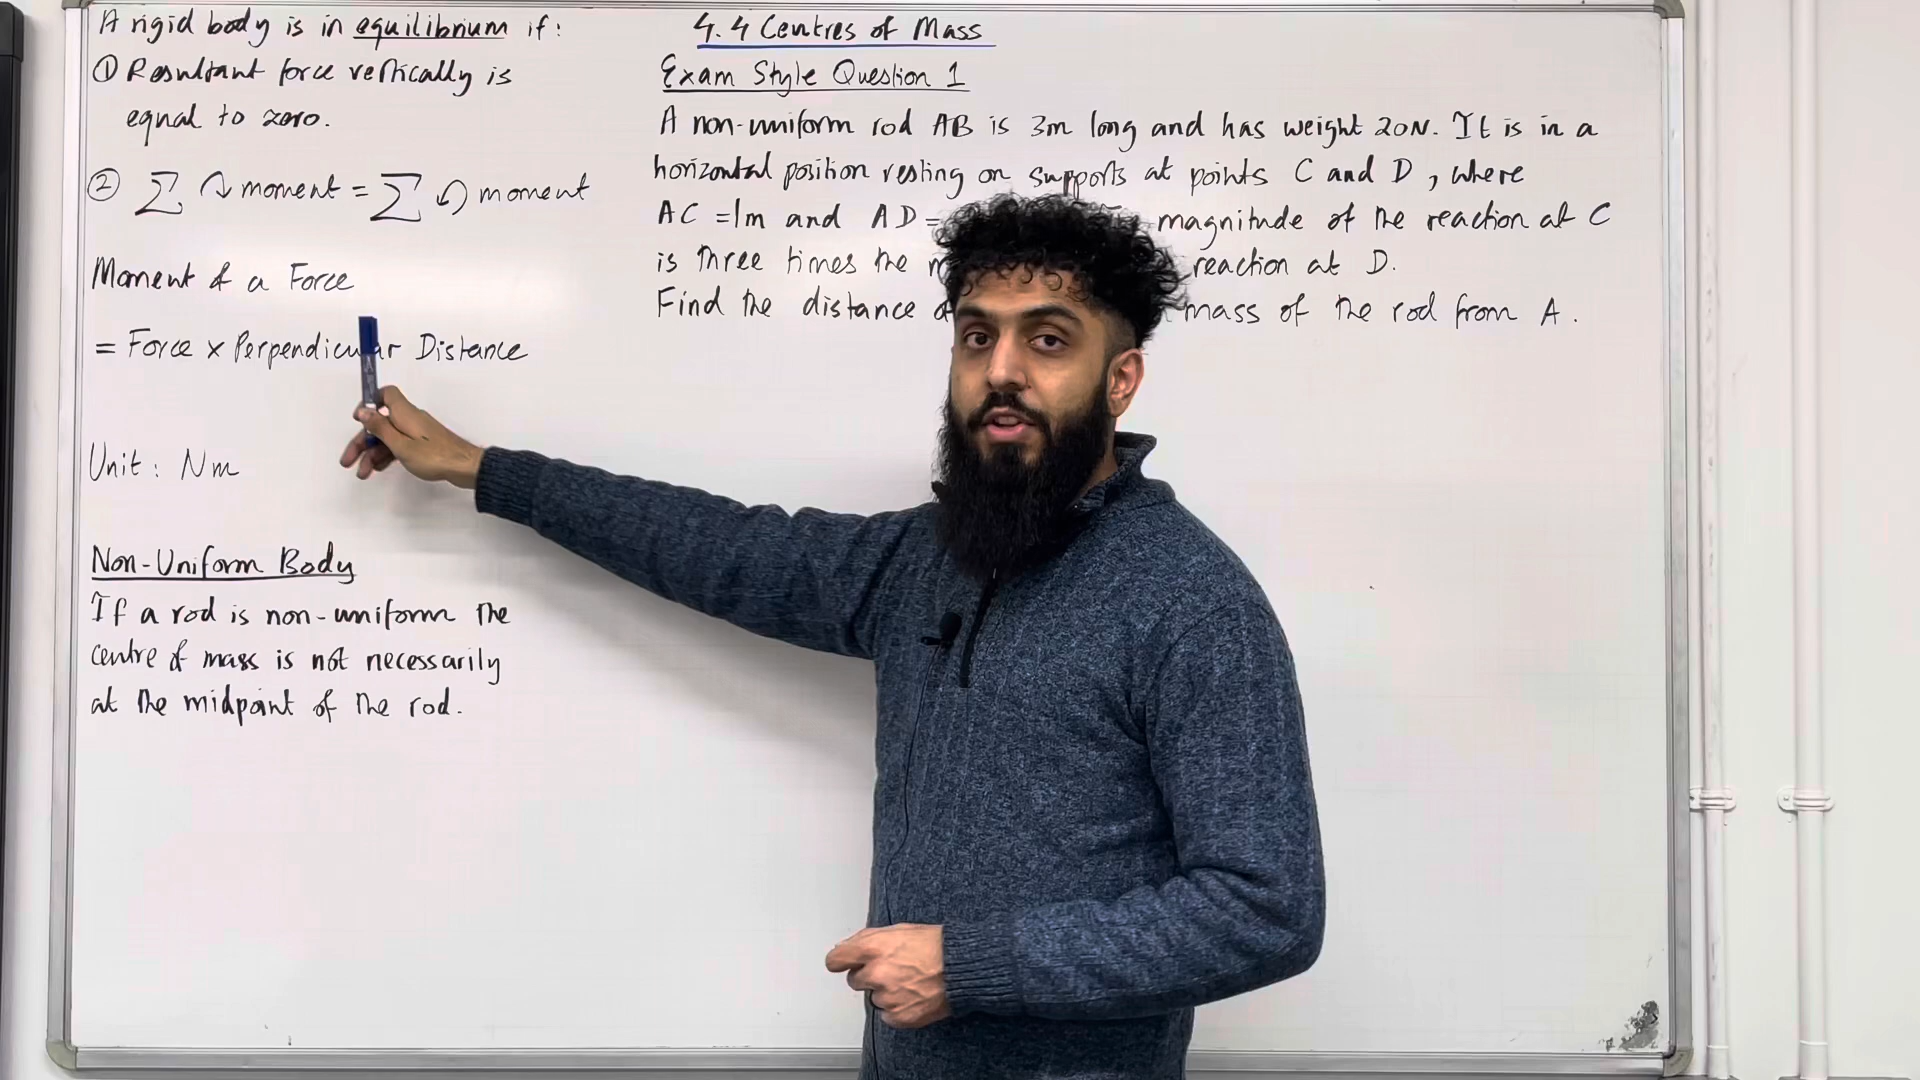 A rigid body is in equilibrium if:
① Resultant force vertically is
equal to zero.
② ∑ ↷ moment = ∑ ↶ moment
Moment of a Force
= Force × Perpendicular Distance
Unit: Nm
Non-Uniform Body
If a rod is non-uniform the
centre of mass is not necessarily
at the midpoint of the rod.
4.4 Centres of Mass
Exam Style Question 1
A non-uniform rod AB is 3m long and has weight 20N. It is in a
horizontal position resting on supports at points C and D, where
AC = 1m and AD = magnitude of the reaction at C
is three times the reaction at D.
Find the distance mass of the rod from A.